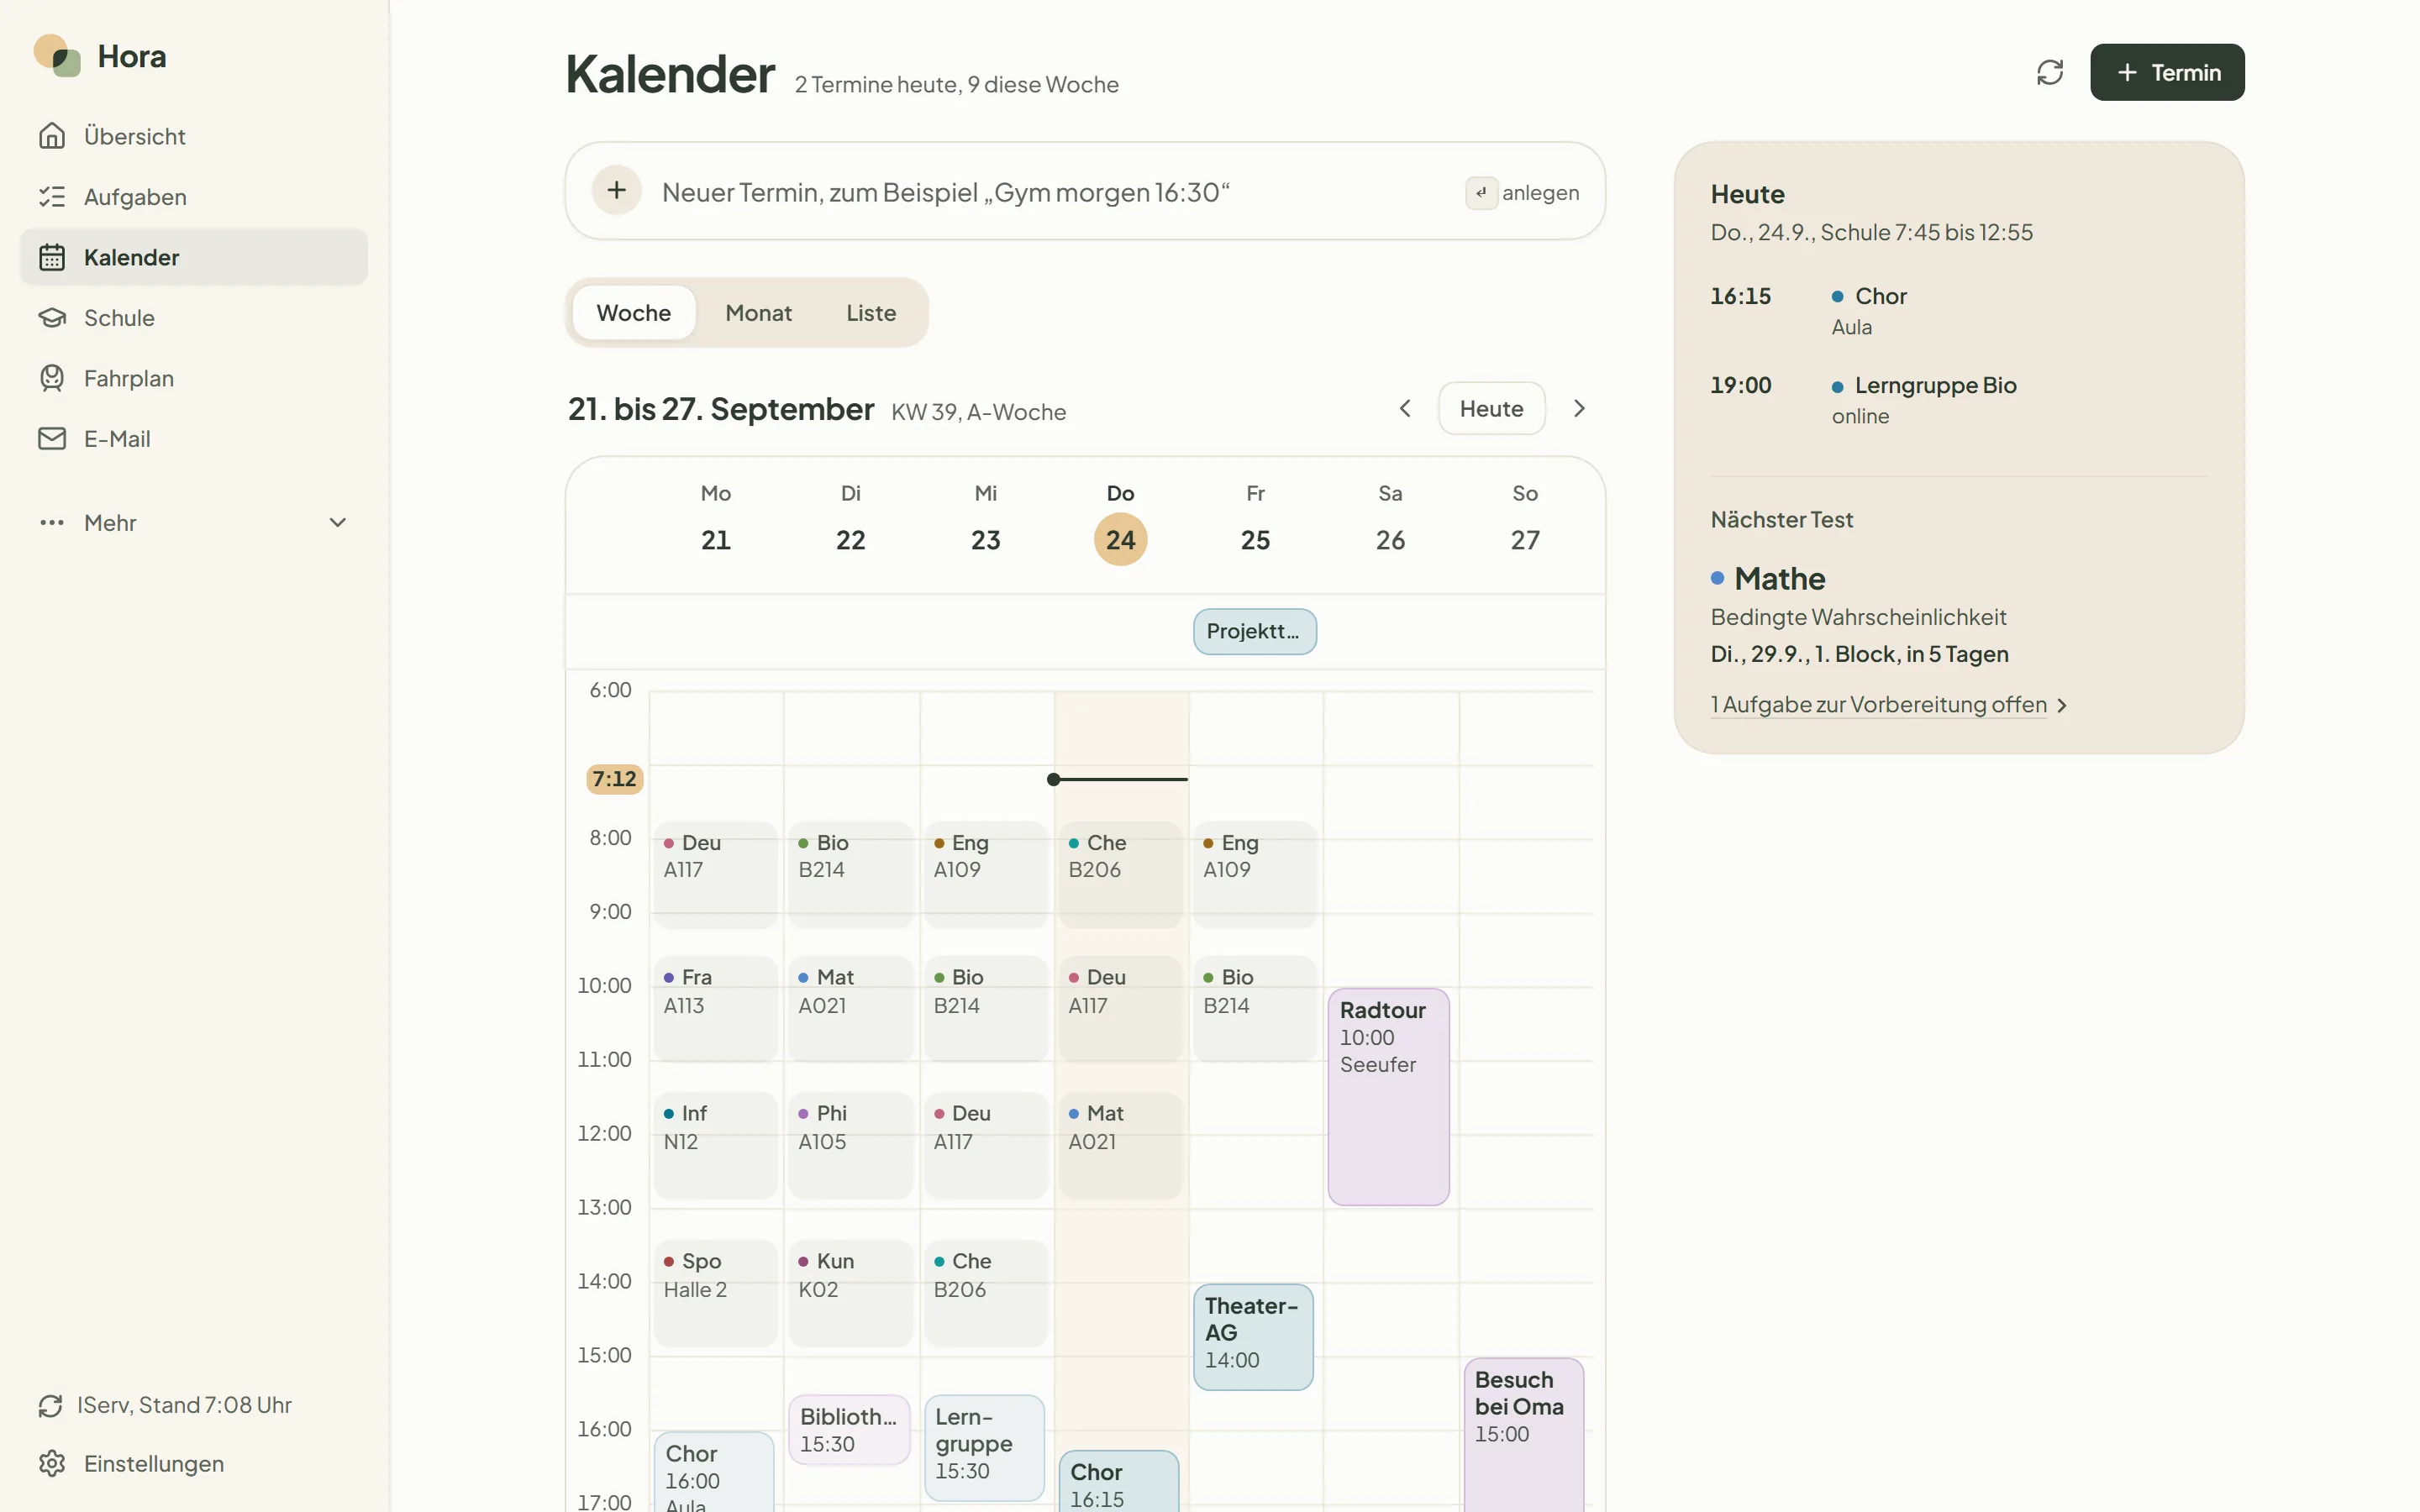 Hora
Übersicht
Aufgaben
Kalender
Schule
Fahrplan
E-Mail
Mehr
IServ, Stand 7:08 Uhr
Einstellungen
Kalender 2 Termine heute, 9 diese Woche
Termin
Neuer Termin, zum Beispiel „Gym morgen 16:30“ anlegen
Woche Monat Liste
21. bis 27. September KW 39, A-Woche
Heute
Mo Di Mi Do Fr Sa So
21 22 23 24 25 26 27
Projektt…
6:00
7:12
8:00
9:00
10:00
11:00
12:00
13:00
14:00
15:00
16:00
17:00
Deu
A117
Fra
A113
Inf
N12
Spo
Halle 2
Chor
16:00
Aula
Bio
B214
Mat
A021
Phi
A105
Kun
K02
Biblioth…
15:30
Eng
A109
Bio
B214
Deu
A117
Che
B206
Lern-
gruppe
15:30
Che
B206
Deu
A117
Mat
A021
Chor
16:15
Eng
A109
Bio
B214
Theater-
AG
14:00
Radtour
10:00
Seeufer
Besuch
bei Oma
15:00
Heute
Do., 24.9., Schule 7:45 bis 12:55
16:15 Chor
Aula
19:00 Lerngruppe Bio
online
Nächster Test
Mathe
Bedingte Wahrscheinlichkeit
Di., 29.9., 1. Block, in 5 Tagen
1 Aufgabe zur Vorbereitung offen